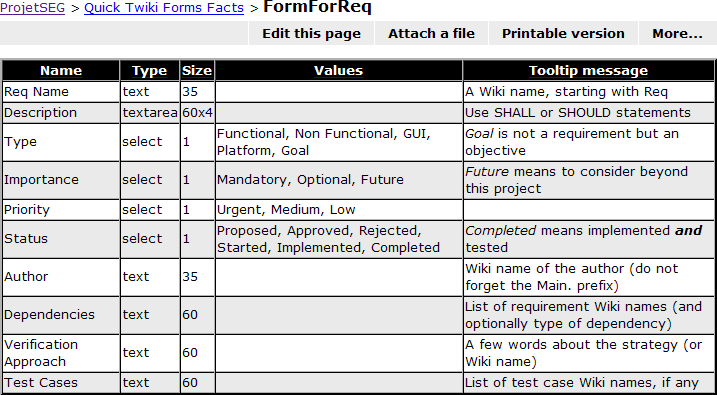 ProjetSEG > Quick Twiki Forms Facts > FormForReq
Edit this page Attach a file Printable version More...
Name Type Size Values Tooltip message
Req Name text 35 A Wiki name, starting with Req
Description textarea 60x4 Use SHALL or SHOULD statements
Type select 1 Functional, Non Functional, GUI, Platform, Goal Goal is not a requirement but an objective
Importance select 1 Mandatory, Optional, Future Future means to consider beyond this project
Priority select 1 Urgent, Medium, Low
Status select 1 Proposed, Approved, Rejected, Started, Implemented, Completed Completed means implemented and tested
Author text 35 Wiki name of the author (do not forget the Main. prefix)
Dependencies text 60 List of requirement Wiki names (and optionally type of dependency)
Verification Approach text 60 A few words about the strategy (or Wiki name)
Test Cases text 60 List of test case Wiki names, if any